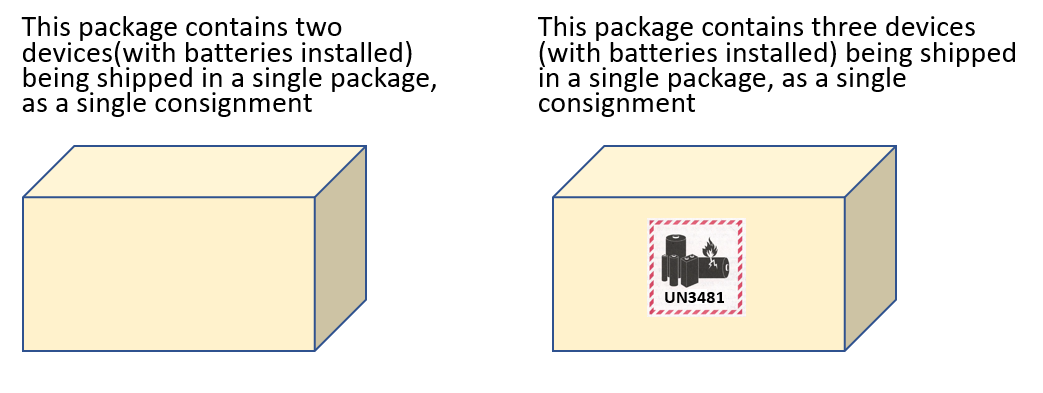 This package contains two
devices(with batteries installed)
being shipped in a single package,
as a single consignment
This package contains three devices
(with batteries installed) being shipped
in a single package, as a single
consignment
UN3481